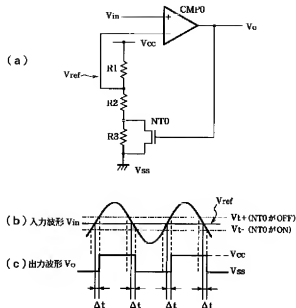 CMP0
Vin
Vo
Vcc
(a)
R1
Vref
R2
NT0
R3
Vss
Vref
(b)入力波形 Vin
Vt+(NT0がOFF)
Vt-(NT0がON)
(c)出力波形 Vo
Vcc
Vss
Δt Δt Δt Δt